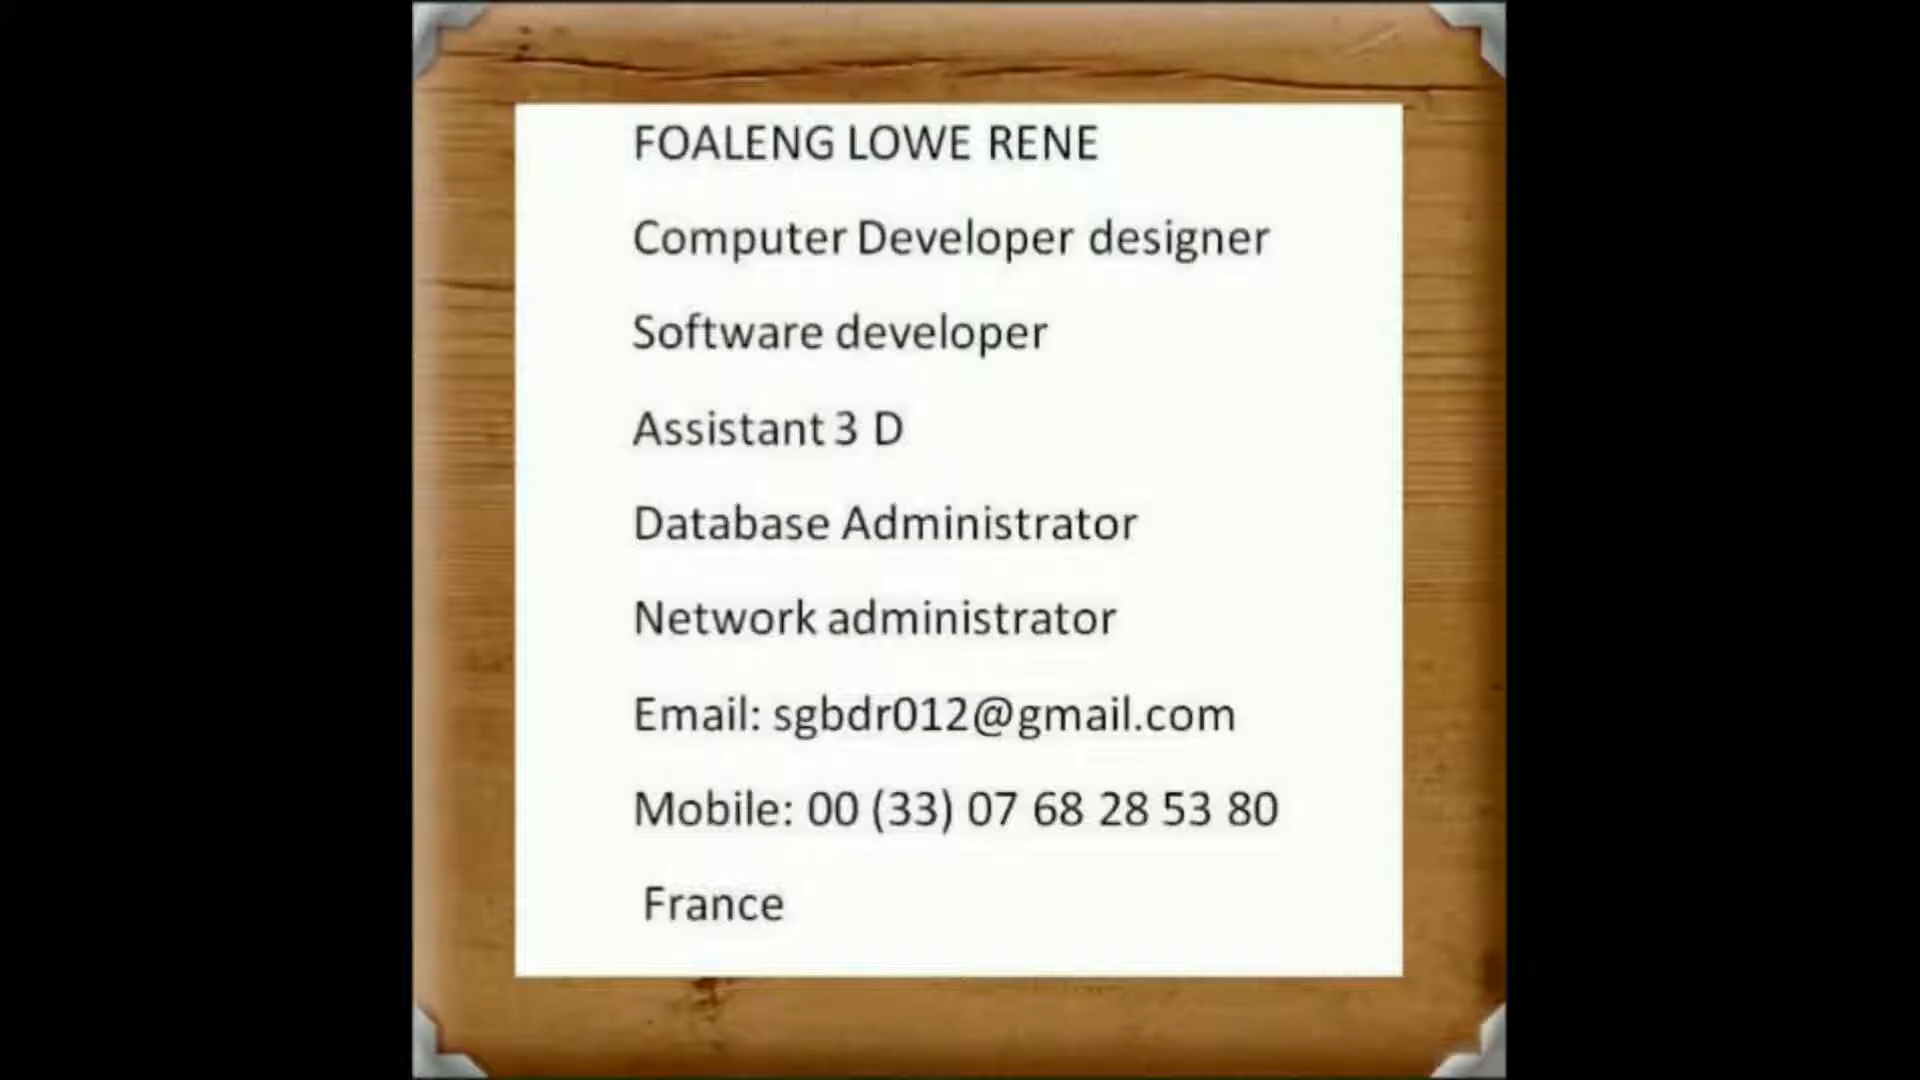 FOALENG LOWE RENE
Computer Developer designer
Software developer
Assistant 3 D
Database Administrator
Network administrator
Email: sgbdr012@gmail.com
Mobile: 00 (33) 07 68 28 53 80
France